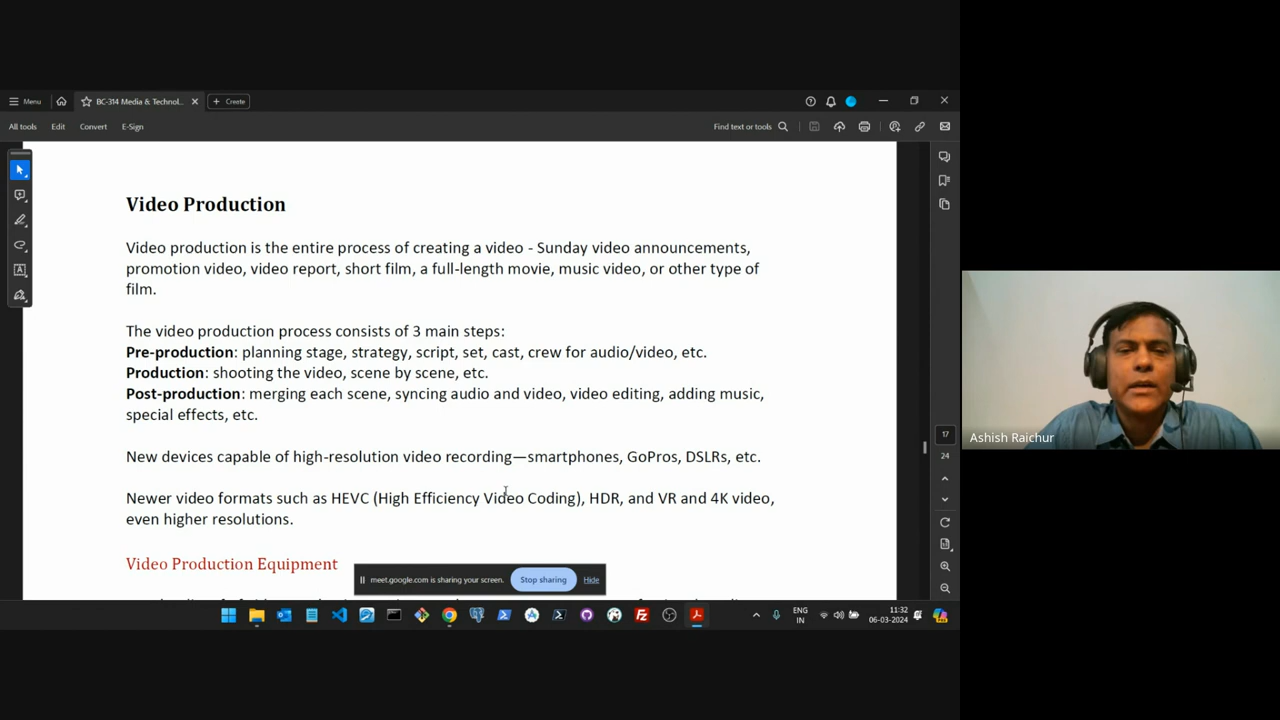 Menu
BC-314 Media & Technol...
Create
All tools
Edit
Convert
E-Sign
Find text or tools
Video Production
Video production is the entire process of creating a video - Sunday video announcements,
promotion video, video report, short film, a full-length movie, music video, or other type of
film.
The video production process consists of 3 main steps:
Pre-production: planning stage, strategy, script, set, cast, crew for audio/video, etc.
Production: shooting the video, scene by scene, etc.
Post-production: merging each scene, syncing audio and video, video editing, adding music,
special effects, etc.
New devices capable of high-resolution video recording—smartphones, GoPros, DSLRs, etc.
Newer video formats such as HEVC (High Efficiency Video Coding), HDR, and VR and 4K video,
even higher resolutions.
Video Production Equipment
meet.google.com is sharing your screen.
Stop sharing
Hide
17
24
Ashish Raichur
ENG
IN
11:32
06-03-2024